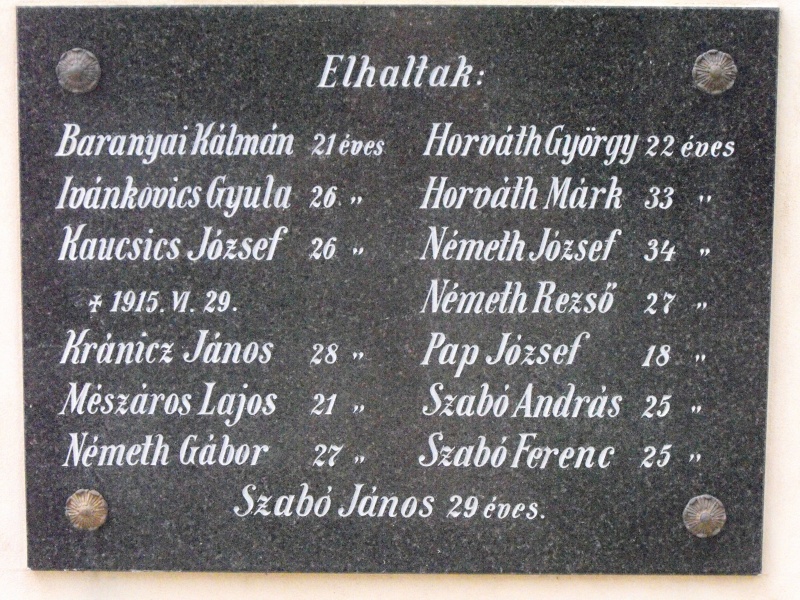 Elhaltak:
Baranyai Kálmán 21 éves
Ivánkovics Gyula 26 „
Kaucsics József 26 „
+ 1915. VI. 29.
Kránicz János 28 „
Mészáros Lajos 21 „
Németh Gábor 27 „
Horváth György 22 éves
Horváth Márk 33 „
Németh József 34 „
Németh Rezső 27 „
Pap József 18 „
Szabó András 25 „
Szabó Ferenc 25 „
Szabó János 29 éves.